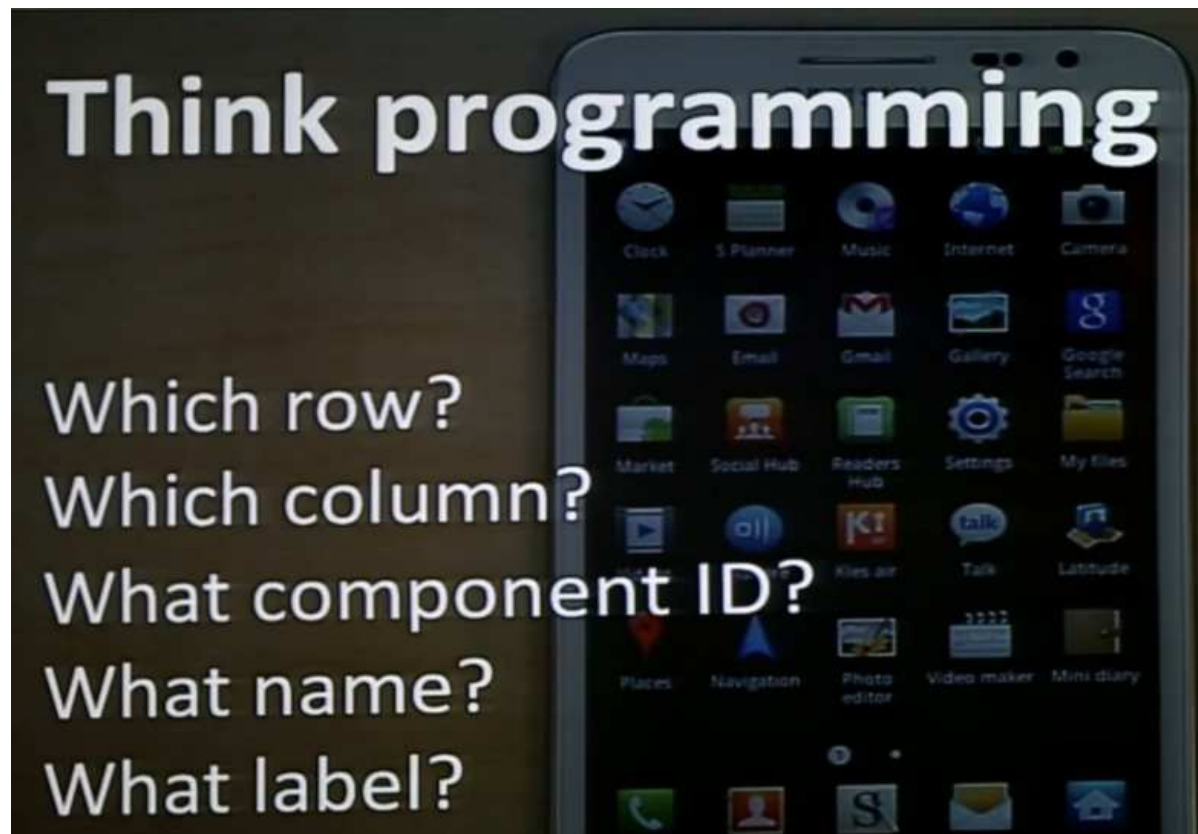 Think programming
Clock S Planner Music Internet Camera
Maps Email Gmail Gallery Google Search
Which row?
Market Social Hub Readers Hub Settings My files
Which column?
Kies air Talk Latitude
What component ID?
Places Navigation Photo editor Video maker Mini diary
What name?
What label?